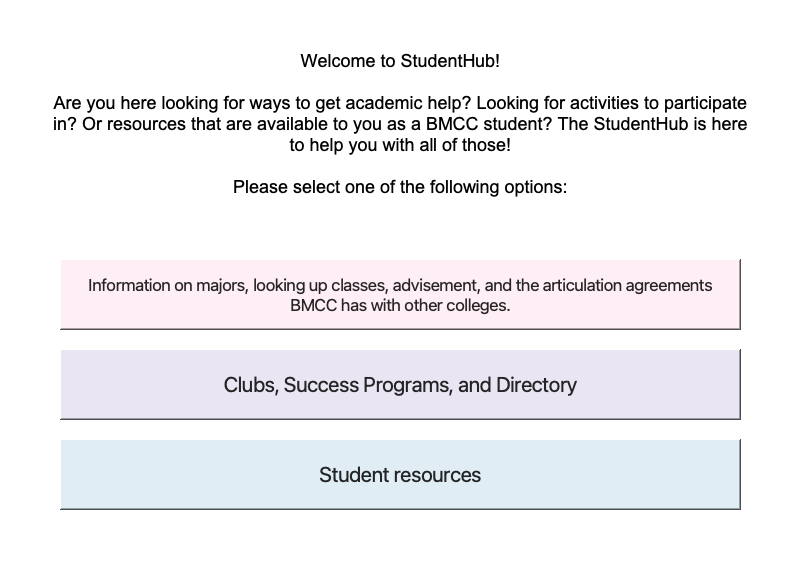 Welcome to StudentHub!
Are you here looking for ways to get academic help? Looking for activities to participate
in? Or resources that are available to you as a BMCC student? The StudentHub is here
to help you with all of those!
Please select one of the following options:
Information on majors, looking up classes, advisement, and the articulation agreements
BMCC has with other colleges.
Clubs, Success Programs, and Directory
Student resources